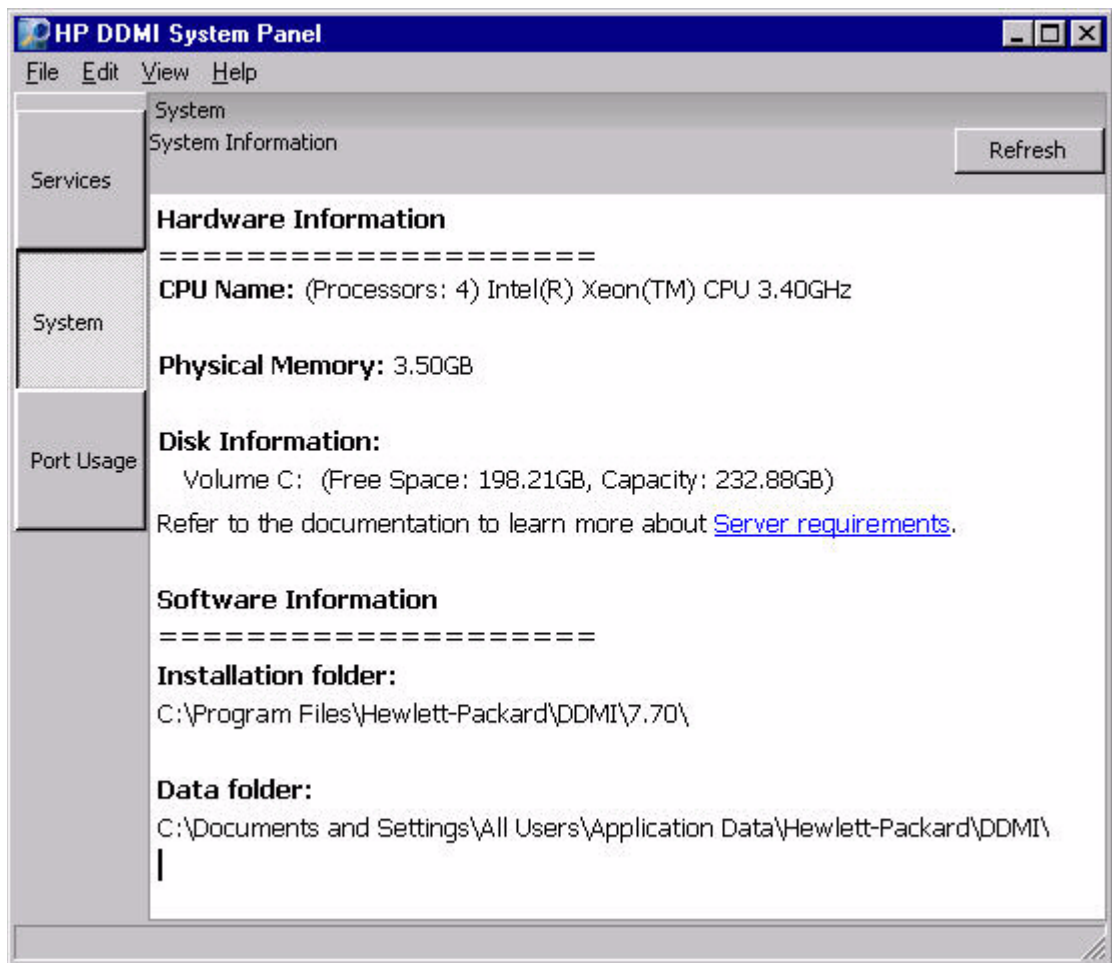 HP DDMI System Panel
File Edit View Help
System
System Information
Refresh
Services
System
Port Usage
Hardware Information
=====================
CPU Name: (Processors: 4) Intel(R) Xeon(TM) CPU 3.40GHz
Physical Memory: 3.50GB
Disk Information:
Volume C: (Free Space: 198.21GB, Capacity: 232.88GB)
Refer to the documentation to learn more about Server requirements.
Software Information
=====================
Installation folder:
C:\Program Files\Hewlett-Packard\DDMI\7.70\
Data folder:
C:\Documents and Settings\All Users\Application Data\Hewlett-Packard\DDMI\